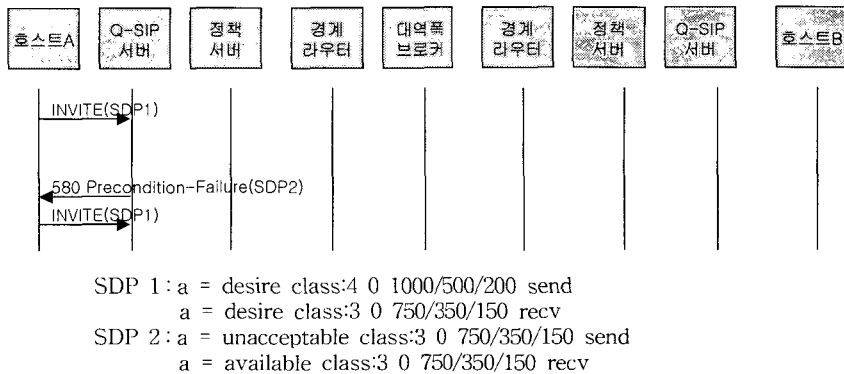 호스트A
Q-SIP
서버
정책
서버
경계
라우터
대역폭
브로커
경계
라우터
정책
서버
Q-SIP
서버
호스트B
INVITE(SDP1)
580 Precondition-Failure(SDP2)
INVITE(SDP1)
SDP 1 : a = desire class:4 0 1000/500/200 send
a = desire class:3 0 750/350/150 recv
SDP 2 : a = unacceptable class:3 0 750/350/150 send
a = available class:3 0 750/350/150 recv